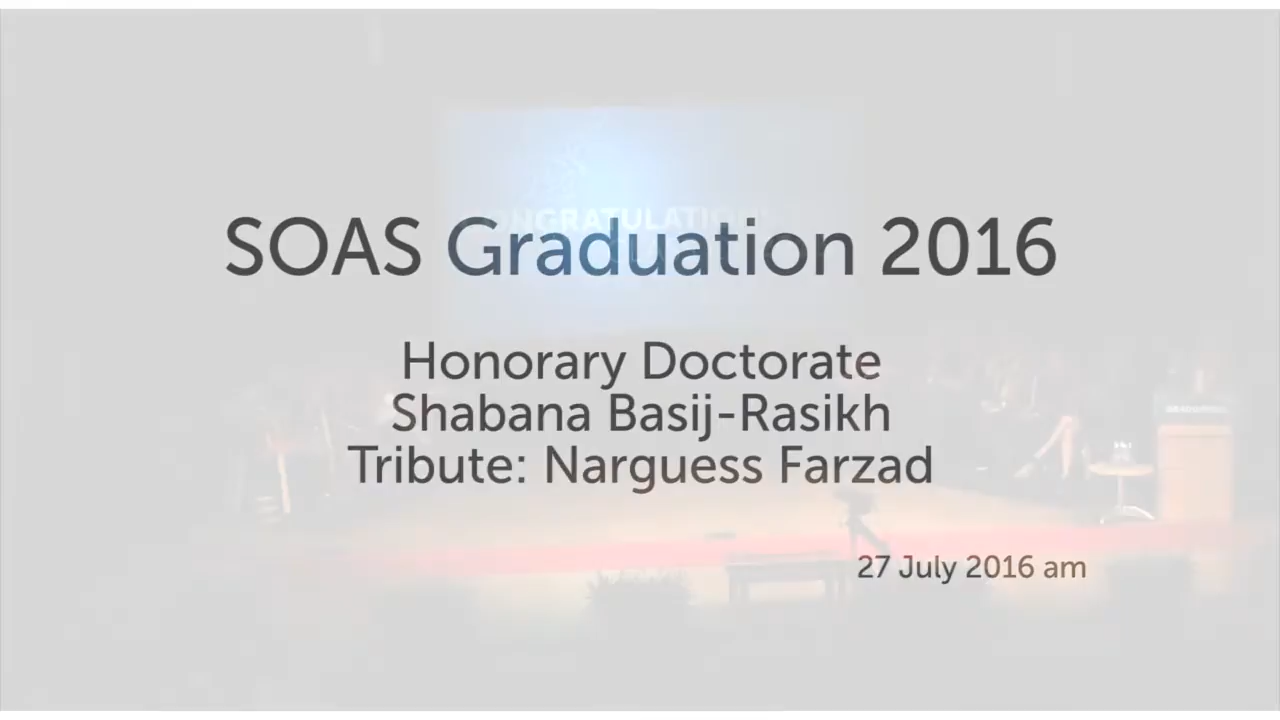 SOAS Graduation 2016
Honorary Doctorate
Shabana Basij-Rasikh
Tribute: Narguess Farzad
27 July 2016 am